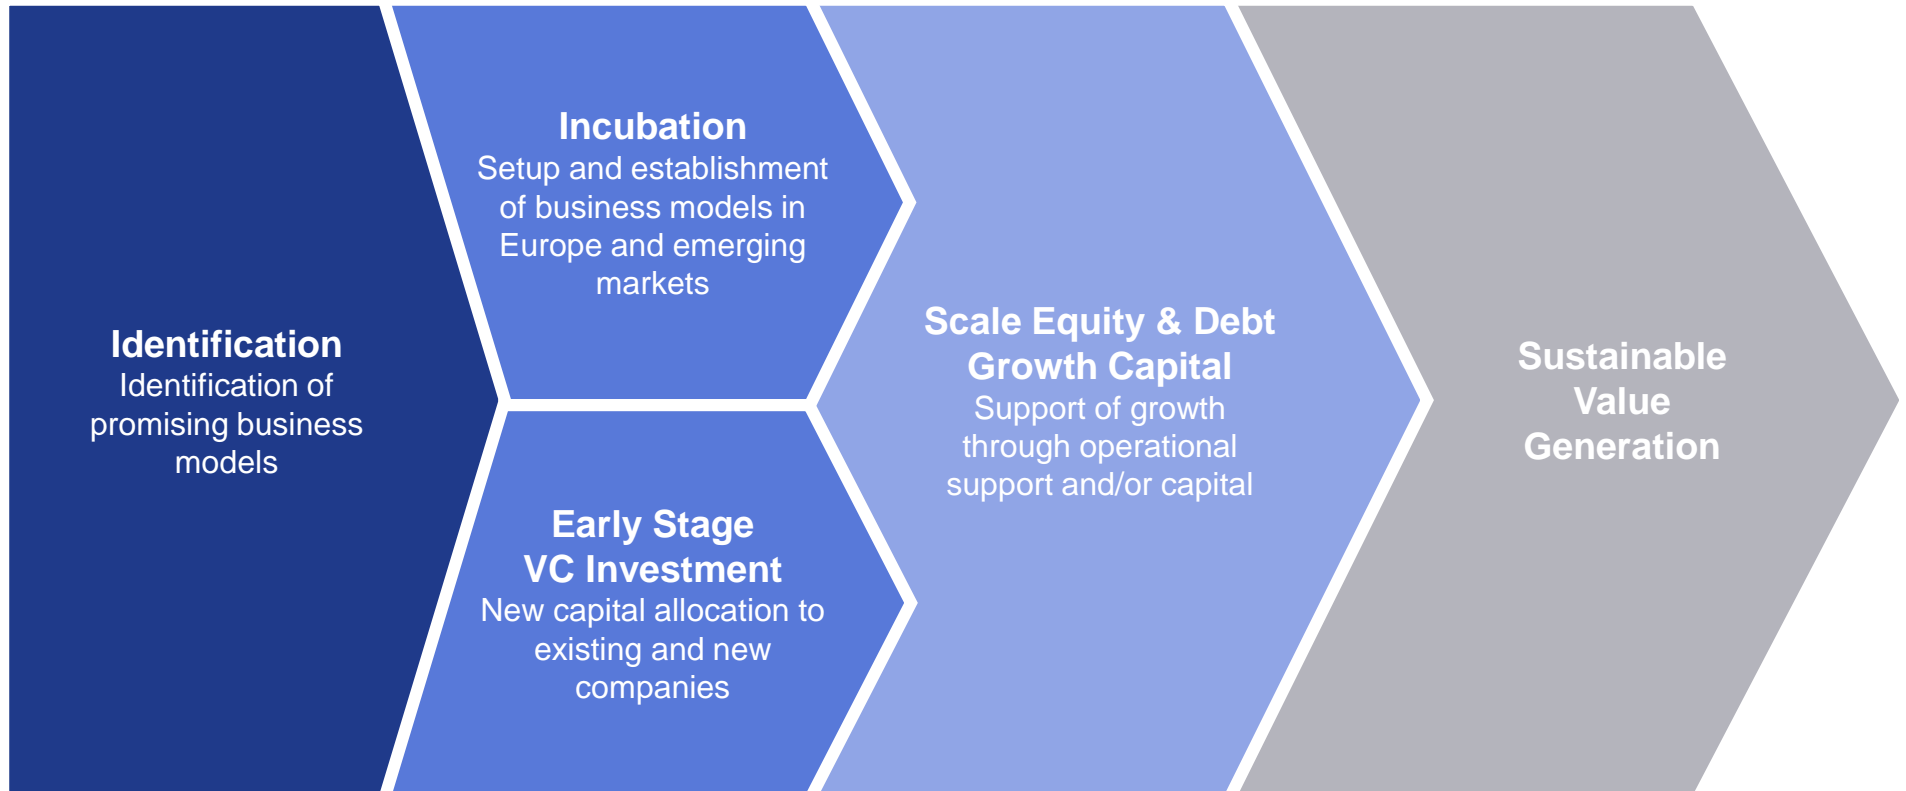 Identification
Identification of
promising business
models
Incubation
Setup and establishment
of business models in
Europe and emerging
markets
Early Stage
VC Investment
New capital allocation to
existing and new
companies
Scale Equity & Debt
Growth Capital
Support of growth
through operational
support and/or capital
Sustainable
Value
Generation